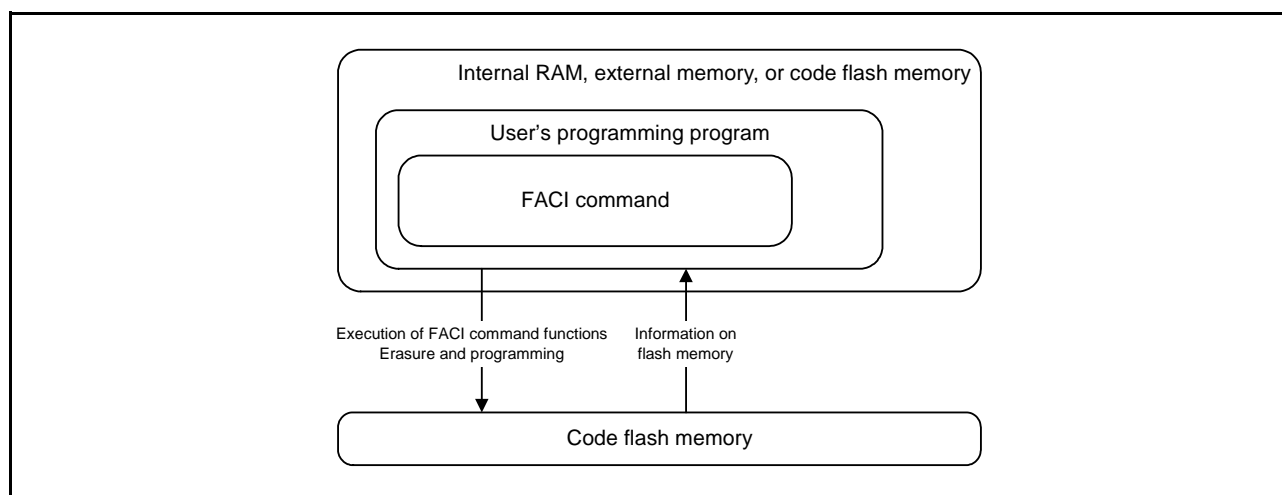 Internal RAM, external memory, or code flash memory
User's programming program
FACI command
Execution of FACI command functions
Erasure and programming
Information on
flash memory
Code flash memory